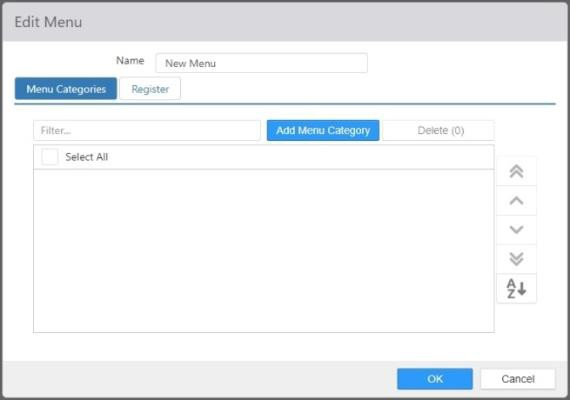 Edit Menu
Name New Menu
Menu Categories Register
Filter... Add Menu Category Delete (0)
Select All
A
Z
OK Cancel